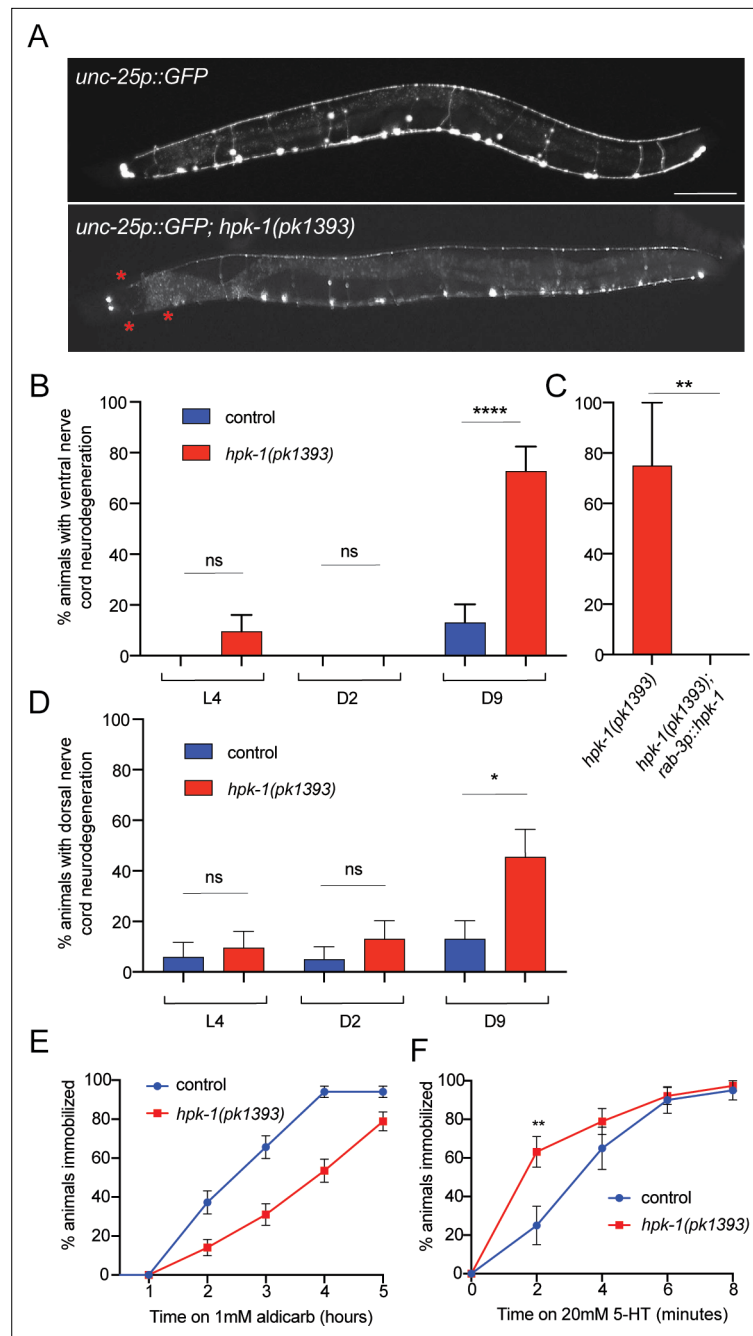 A
unc-25p::GFP
unc-25p::GFP; hpk-1(pk1393)
*
*
*
B
% animals with ventral nerve
cord neurodegeneration
100
80
60
40
20
0
control
hpk-1(pk1393)
ns
ns
****
L4
D2
D9
C
100
80
60
40
20
0
**
hpk-1(pk1393)
hpk-1(pk1393);
rab-3p::hpk-1
D
% animals with dorsal nerve
cord neurodegeneration
100
80
60
40
20
0
control
hpk-1(pk1393)
ns
ns
*
L4
D2
D9
E
% animals immobilized
100
80
60
40
20
0
control
hpk-1(pk1393)
1
2
3
4
5
Time on 1mM aldicarb (hours)
F
% animals immobilized
100
80
60
40
20
0
**
control
hpk-1(pk1393)
0
2
4
6
8
Time on 20mM 5-HT (minutes)